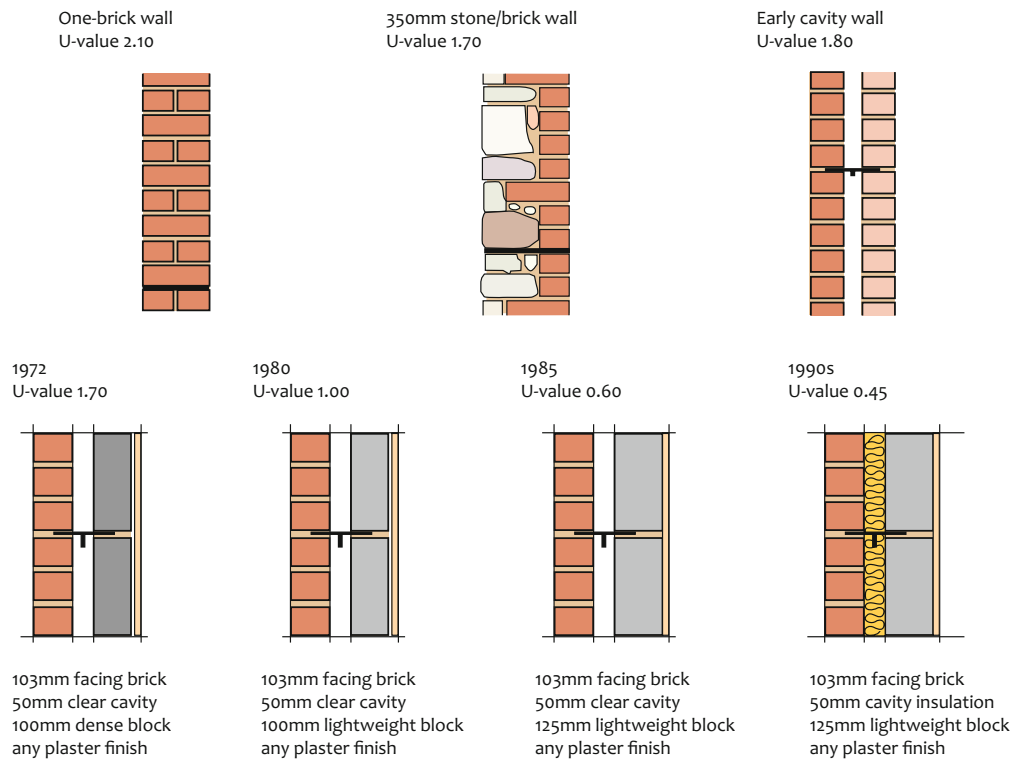 One-brick wall
U-value 2.10
350mm stone/brick wall
U-value 1.70
Early cavity wall
U-value 1.80
1972
U-value 1.70
1980
U-value 1.00
1985
U-value 0.60
1990s
U-value 0.45
103mm facing brick
50mm clear cavity
100mm dense block
any plaster finish
103mm facing brick
50mm clear cavity
100mm lightweight block
any plaster finish
103mm facing brick
50mm clear cavity
125mm lightweight block
any plaster finish
103mm facing brick
50mm cavity insulation
125mm lightweight block
any plaster finish